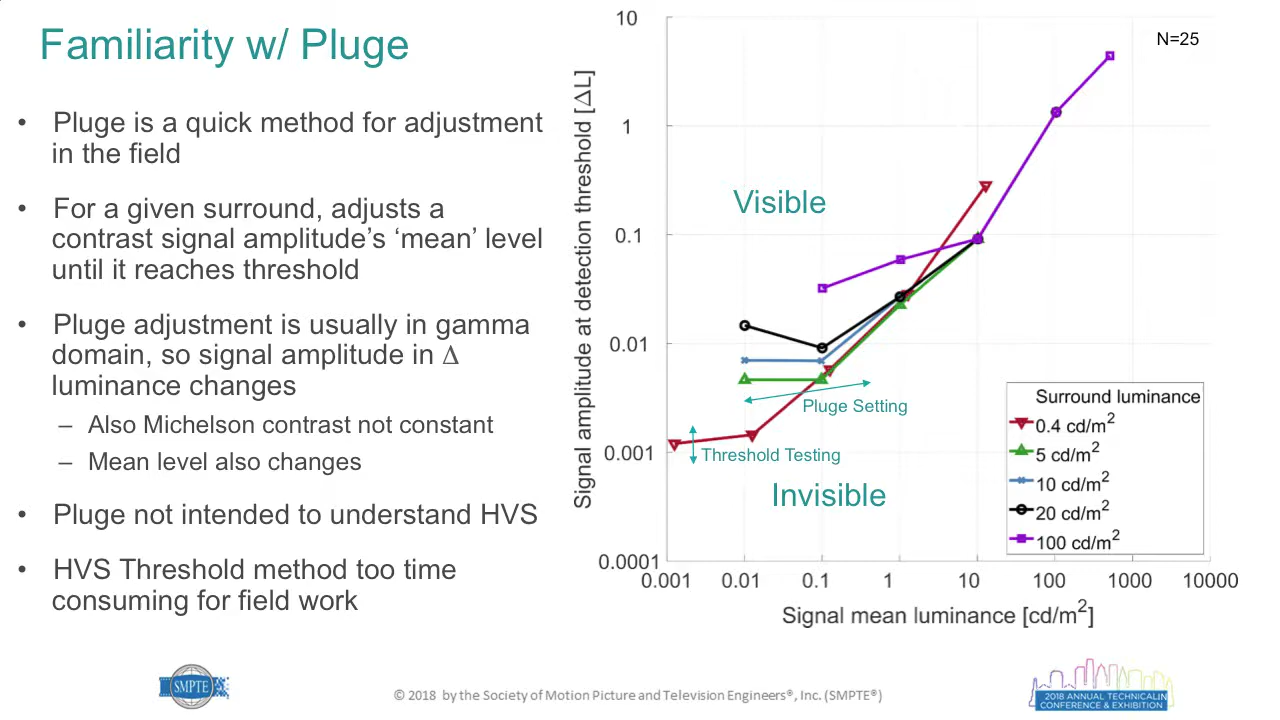 Familiarity w/ Pluge
• Pluge is a quick method for adjustment
in the field
• For a given surround, adjusts a
contrast signal amplitude’s ‘mean’ level
until it reaches threshold
• Pluge adjustment is usually in gamma
domain, so signal amplitude in Δ
luminance changes
– Also Michelson contrast not constant
– Mean level also changes
• Pluge not intended to understand HVS
• HVS Threshold method too time
consuming for field work
Signal amplitude at detection threshold [ΔL]
10
1
0.1
0.01
0.001
0.0001
N=25
Visible
Pluge Setting
Threshold Testing
Invisible
Surround luminance
0.4 cd/m²
5 cd/m²
10 cd/m²
20 cd/m²
100 cd/m²
0.001 0.01 0.1 1 10 100 1000 10000
Signal mean luminance [cd/m²]
SMPTE
© 2018 by the Society of Motion Picture and Television Engineers®, Inc. (SMPTE®)
2018 ANNUAL TECHNICAL
CONFERENCE & EXHIBITION